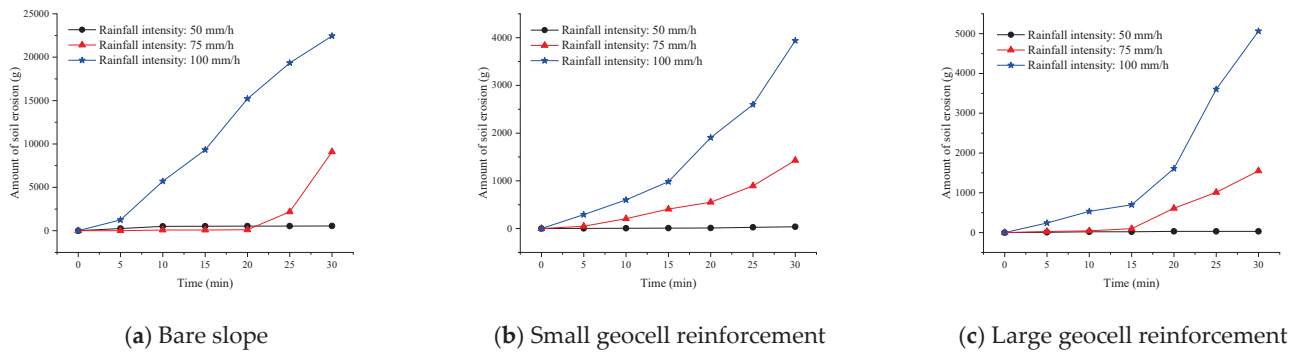 25000
20000
15000
10000
5000
0
Amount of soil erosion (g)
Rainfall intensity: 50 mm/h
Rainfall intensity: 75 mm/h
Rainfall intensity: 100 mm/h
0 5 10 15 20 25 30
Time (min)
(a) Bare slope
4000
3000
2000
1000
0
Amount of soil erosion (g)
Rainfall intensity: 50 mm/h
Rainfall intensity: 75 mm/h
Rainfall intensity: 100 mm/h
0 5 10 15 20 25 30
Time (min)
(b) Small geocell reinforcement
5000
4000
3000
2000
1000
0
Amount of soil erosion (g)
Rainfall intensity: 50 mm/h
Rainfall intensity: 75 mm/h
Rainfall intensity: 100 mm/h
0 5 10 15 20 25 30
Time (min)
(c) Large geocell reinforcement